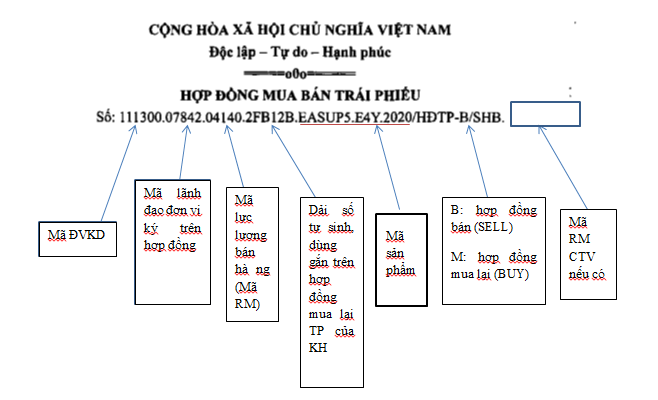 CỘNG HÒA XÃ HỘI CHỦ NGHĨA VIỆT NAM
Độc lập – Tự do – Hạnh phúc
o0o
HỢP ĐỒNG MUA BÁN TRÁI PHIẾU
Số: 111300.07842.04140.2FB12B.EASUP5.E4Y.2020/HĐTP-B/SHB.
Mã ĐVKD
Mã lãnh
đạo đơn vị
ký trên
hợp đồng
Mã
lực
lượng
bán
hà ng
(Mã
RM)
Dải số
tự sinh,
dùng
gắn trên
hợp
đồng
mua lại
TP của
KH
Mã
sản
phẩm
B: hợp đồng
bán (SELL)
M: hợp đồng
mua lại (BUY)
Mã
RM
CTV
nếu có